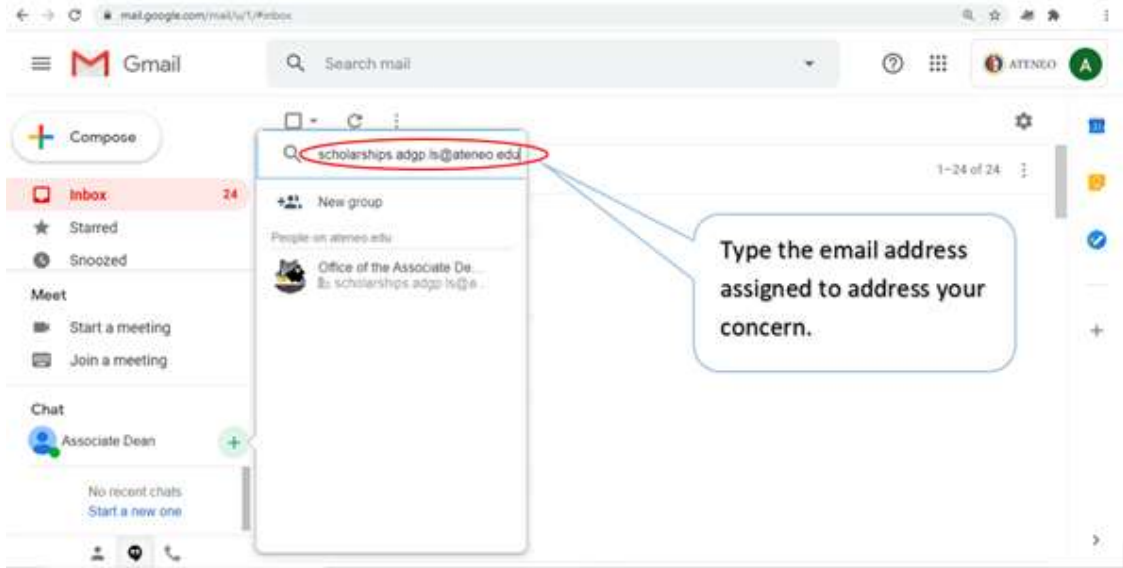 mail.google.com/mail/u/1/#inbox
Gmail
Search mail
ATENEO
A
Compose
scholarships.adgp.ls@ateneo.edu
1–24 of 24
Inbox 24
New group
Starred
People on ateneo.edu
Snoozed
Office of the Associate De...
scholarships.adgp.ls@a...
Type the email address
assigned to address your
concern.
Meet
Start a meeting
Join a meeting
Chat
Associate Dean
No recent chats
Start a new one